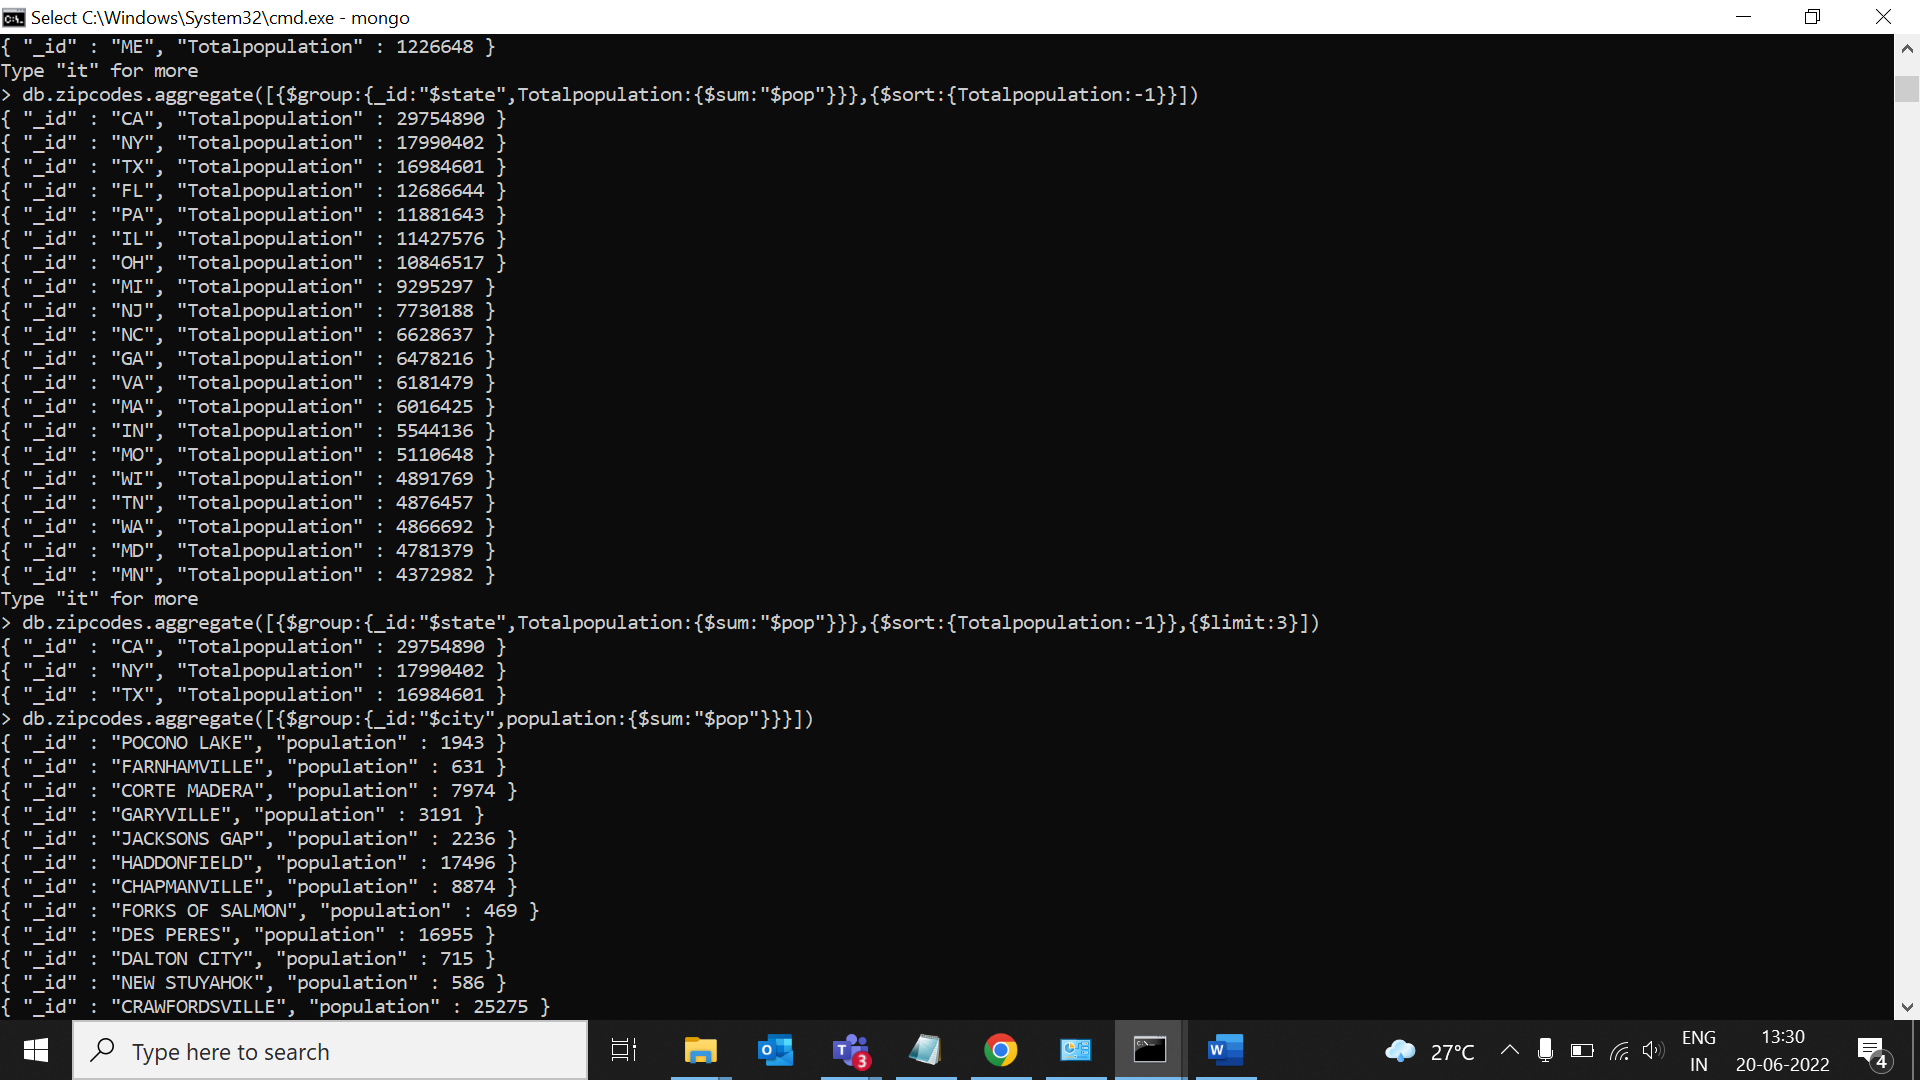 Select C:\Windows\System32\cmd.exe - mongo
{ "_id" : "ME", "Totalpopulation" : 1226648 }
Type "it" for more
> db.zipcodes.aggregate([{$group:{_id:"$state",Totalpopulation:{$sum:"$pop"}}},{$sort:{Totalpopulation:-1}}])
{ "_id" : "CA", "Totalpopulation" : 29754890 }
{ "_id" : "NY", "Totalpopulation" : 17990402 }
{ "_id" : "TX", "Totalpopulation" : 16984601 }
{ "_id" : "FL", "Totalpopulation" : 12686644 }
{ "_id" : "PA", "Totalpopulation" : 11881643 }
{ "_id" : "IL", "Totalpopulation" : 11427576 }
{ "_id" : "OH", "Totalpopulation" : 10846517 }
{ "_id" : "MI", "Totalpopulation" : 9295297 }
{ "_id" : "NJ", "Totalpopulation" : 7730188 }
{ "_id" : "NC", "Totalpopulation" : 6628637 }
{ "_id" : "GA", "Totalpopulation" : 6478216 }
{ "_id" : "VA", "Totalpopulation" : 6181479 }
{ "_id" : "MA", "Totalpopulation" : 6016425 }
{ "_id" : "IN", "Totalpopulation" : 5544136 }
{ "_id" : "MO", "Totalpopulation" : 5110648 }
{ "_id" : "WI", "Totalpopulation" : 4891769 }
{ "_id" : "TN", "Totalpopulation" : 4876457 }
{ "_id" : "WA", "Totalpopulation" : 4866692 }
{ "_id" : "MD", "Totalpopulation" : 4781379 }
{ "_id" : "MN", "Totalpopulation" : 4372982 }
Type "it" for more
> db.zipcodes.aggregate([{$group:{_id:"$state",Totalpopulation:{$sum:"$pop"}}},{$sort:{Totalpopulation:-1}},{$limit:3}])
{ "_id" : "CA", "Totalpopulation" : 29754890 }
{ "_id" : "NY", "Totalpopulation" : 17990402 }
{ "_id" : "TX", "Totalpopulation" : 16984601 }
> db.zipcodes.aggregate([{$group:{_id:"$city",population:{$sum:"$pop"}}}])
{ "_id" : "POCONO LAKE", "population" : 1943 }
{ "_id" : "FARNHAMVILLE", "population" : 631 }
{ "_id" : "CORTE MADERA", "population" : 7974 }
{ "_id" : "GARYVILLE", "population" : 3191 }
{ "_id" : "JACKSONS GAP", "population" : 2236 }
{ "_id" : "HADDONFIELD", "population" : 17496 }
{ "_id" : "CHAPMANVILLE", "population" : 8874 }
{ "_id" : "FORKS OF SALMON", "population" : 469 }
{ "_id" : "DES PERES", "population" : 16955 }
{ "_id" : "DALTON CITY", "population" : 715 }
{ "_id" : "NEW STUYAHOK", "population" : 586 }
{ "_id" : "CRAWFORDSVILLE", "population" : 25275 }
Type here to search
3
27°C
ENG
IN
13:30
20-06-2022
4